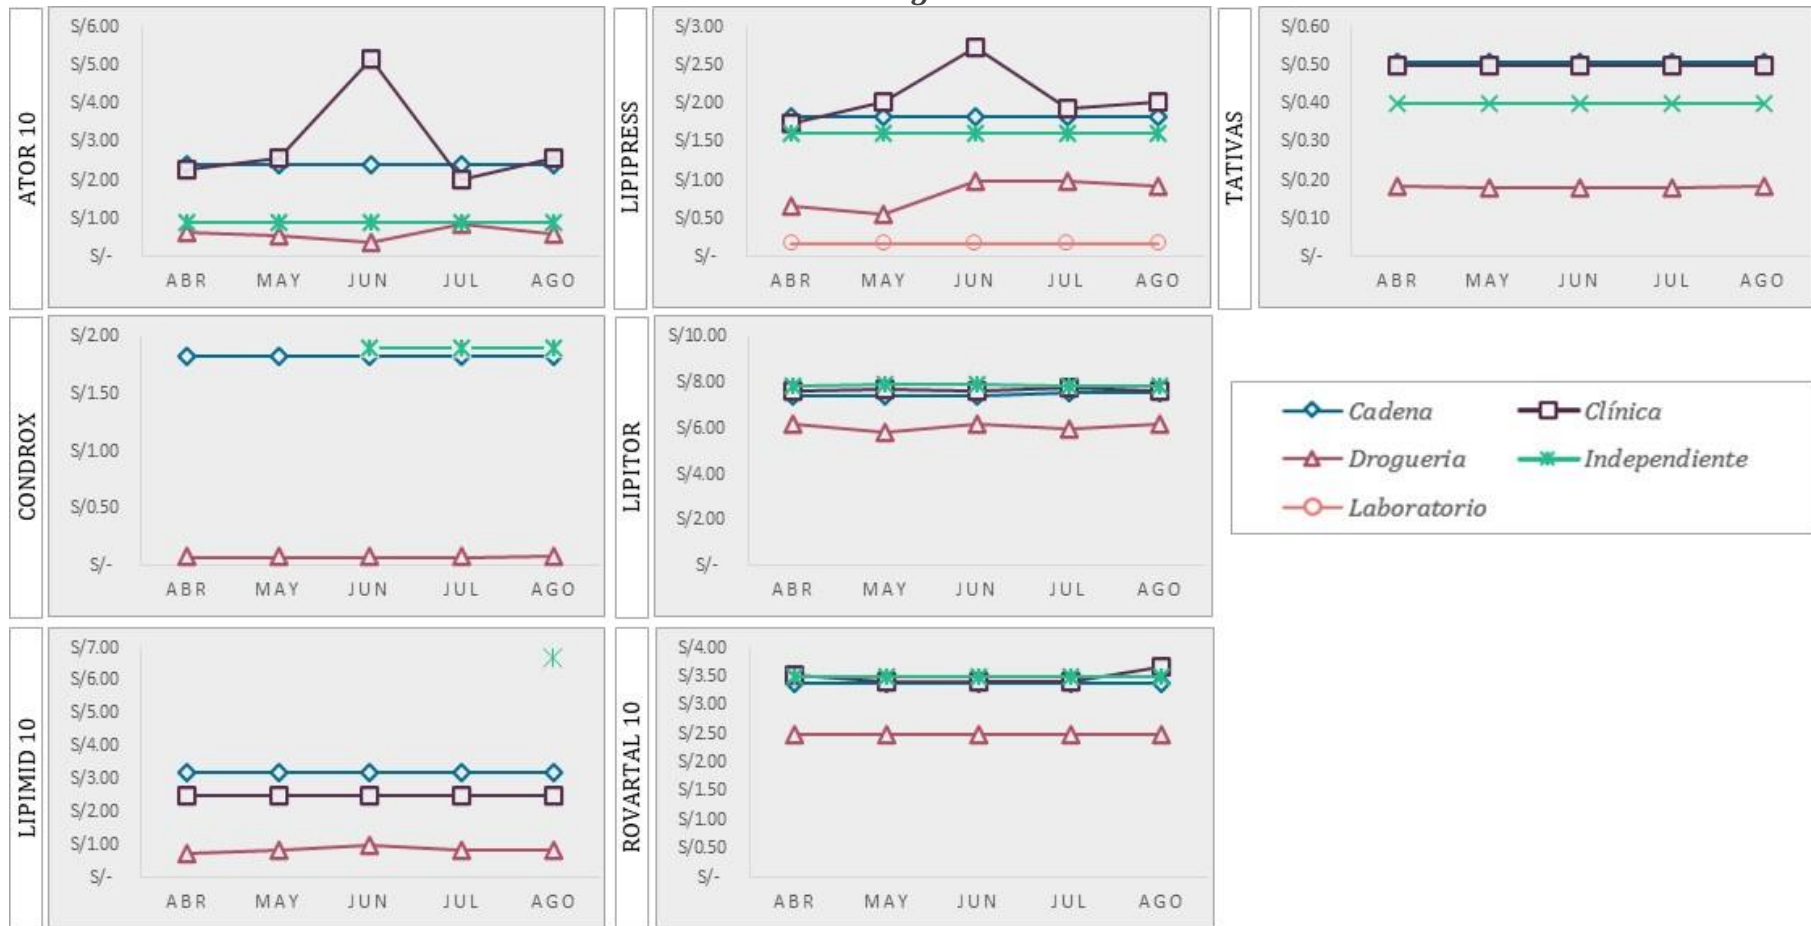 ATOR 10
S/6.00
S/5.00
S/4.00
S/3.00
S/2.00
S/1.00
S/-
ABR MAY JUN JUL AGO
LIPIPRESS
S/3.00
S/2.50
S/2.00
S/1.50
S/1.00
S/0.50
S/-
ABR MAY JUN JUL AGO
TATIVAS
S/0.60
S/0.50
S/0.40
S/0.30
S/0.20
S/0.10
S/-
ABR MAY JUN JUL AGO
CONDROX
S/2.00
S/1.50
S/1.00
S/0.50
S/-
ABR MAY JUN JUL AGO
LIPITOR
S/10.00
S/8.00
S/6.00
S/4.00
S/2.00
S/-
ABR MAY JUN JUL AGO
Cadena Clínica
Drogueria Independiente
Laboratorio
LIPIMID 10
S/7.00
S/6.00
S/5.00
S/4.00
S/3.00
S/2.00
S/1.00
S/-
ABR MAY JUN JUL AGO
ROVARTAL 10
S/4.00
S/3.50
S/3.00
S/2.50
S/2.00
S/1.50
S/1.00
S/0.50
S/-
ABR MAY JUN JUL AGO